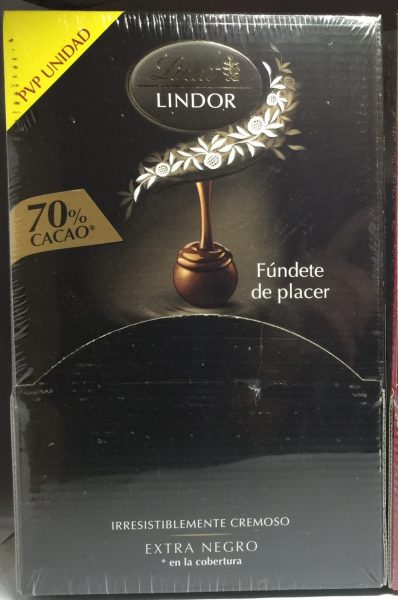 PVP UNIDAD
Lindt
LINDOR
70%
CACAO*
Fúndete
de placer
IRRESISTIBLEMENTE CREMOSO
EXTRA NEGRO
* en la cobertura